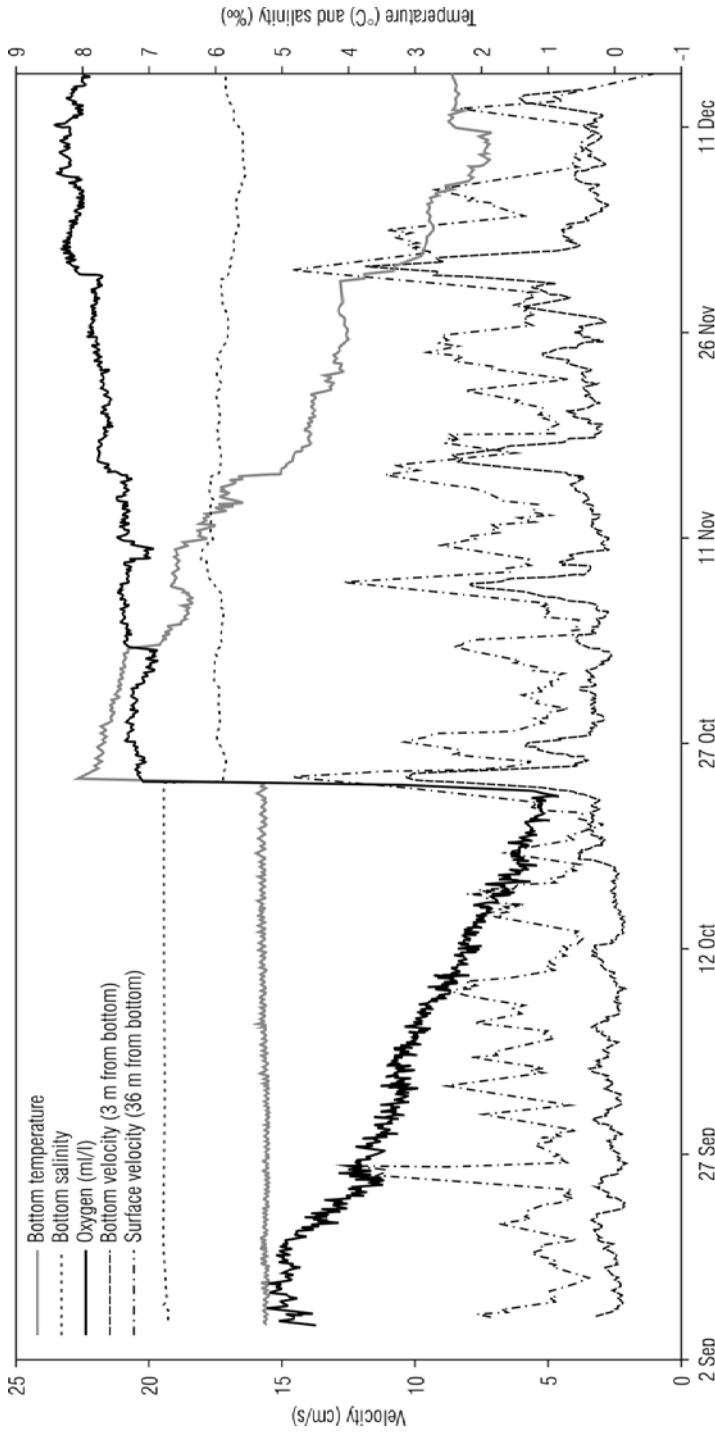 Bottom temperature
Bottom salinity
Oxygen (ml/l)
Bottom velocity (3 m from bottom)
Surface velocity (36 m from bottom)
Velocity (cm/s)
25
20
15
10
5
0
Temperature (°C) and salinity (‰)
9
8
7
6
5
4
3
2
1
0
-1
2 Sep
27 Sep
12 Oct
27 Oct
11 Nov
26 Nov
11 Dec